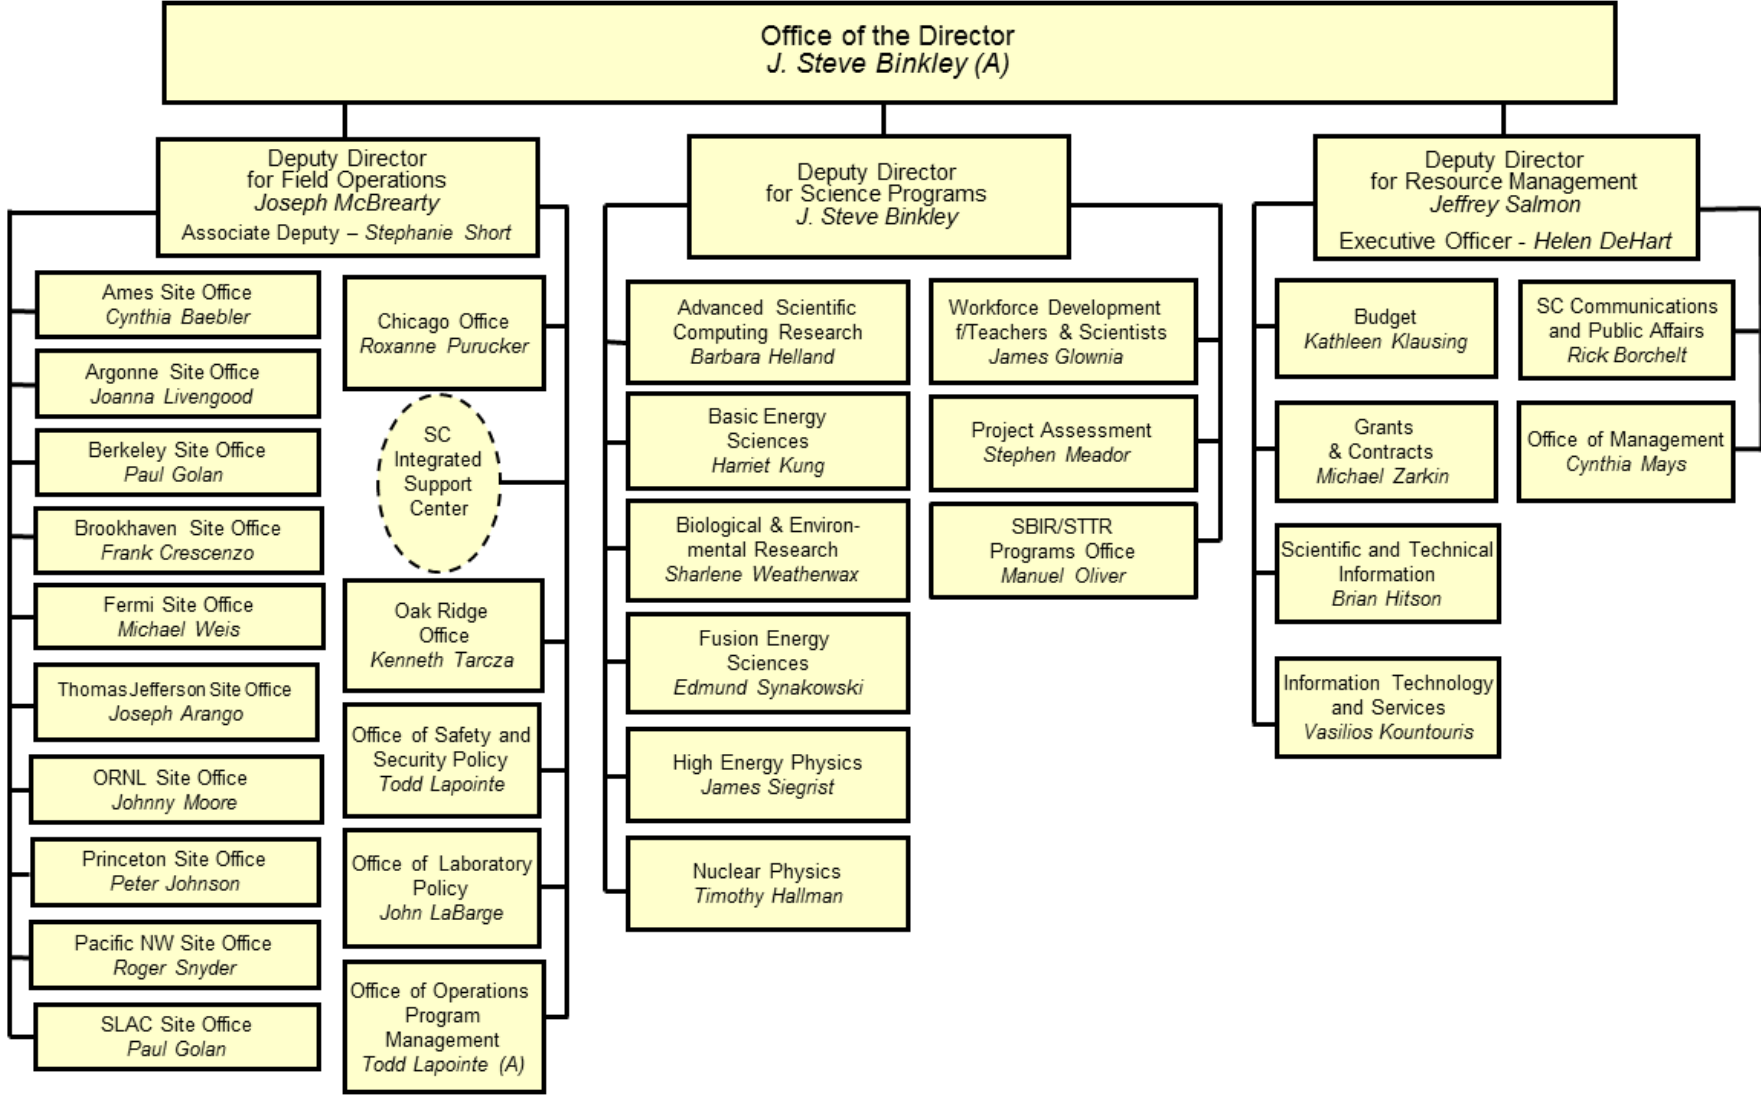 Office of the Director
J. Steve Binkley (A)
Deputy Director
for Field Operations
Joseph McBrearty
Associate Deputy – Stephanie Short
Ames Site Office
Cynthia Baebler
Argonne Site Office
Joanna Livengood
Berkeley Site Office
Paul Golan
Brookhaven Site Office
Frank Crescenzo
Fermi Site Office
Michael Weis
Thomas Jefferson Site Office
Joseph Arango
ORNL Site Office
Johnny Moore
Princeton Site Office
Peter Johnson
Pacific NW Site Office
Roger Snyder
SLAC Site Office
Paul Golan
Chicago Office
Roxanne Purucker
SC
Integrated
Support
Center
Oak Ridge
Office
Kenneth Tarcza
Office of Safety and
Security Policy
Todd Lapointe
Office of Laboratory
Policy
John LaBarge
Office of Operations
Program
Management
Todd Lapointe (A)
Deputy Director
for Science Programs
J. Steve Binkley
Advanced Scientific
Computing Research
Barbara Helland
Basic Energy
Sciences
Harriet Kung
Biological & Environ-
mental Research
Sharlene Weatherwax
Fusion Energy
Sciences
Edmund Synakowski
High Energy Physics
James Siegrist
Nuclear Physics
Timothy Hallman
Workforce Development
f/Teachers & Scientists
James Glownia
Project Assessment
Stephen Meador
SBIR/STTR
Programs Office
Manuel Oliver
Deputy Director
for Resource Management
Jeffrey Salmon
Executive Officer - Helen DeHart
Budget
Kathleen Klausing
Grants
& Contracts
Michael Zarkin
Scientific and Technical
Information
Brian Hitson
Information Technology
and Services
Vasilios Kountouris
SC Communications
and Public Affairs
Rick Borchelt
Office of Management
Cynthia Mays